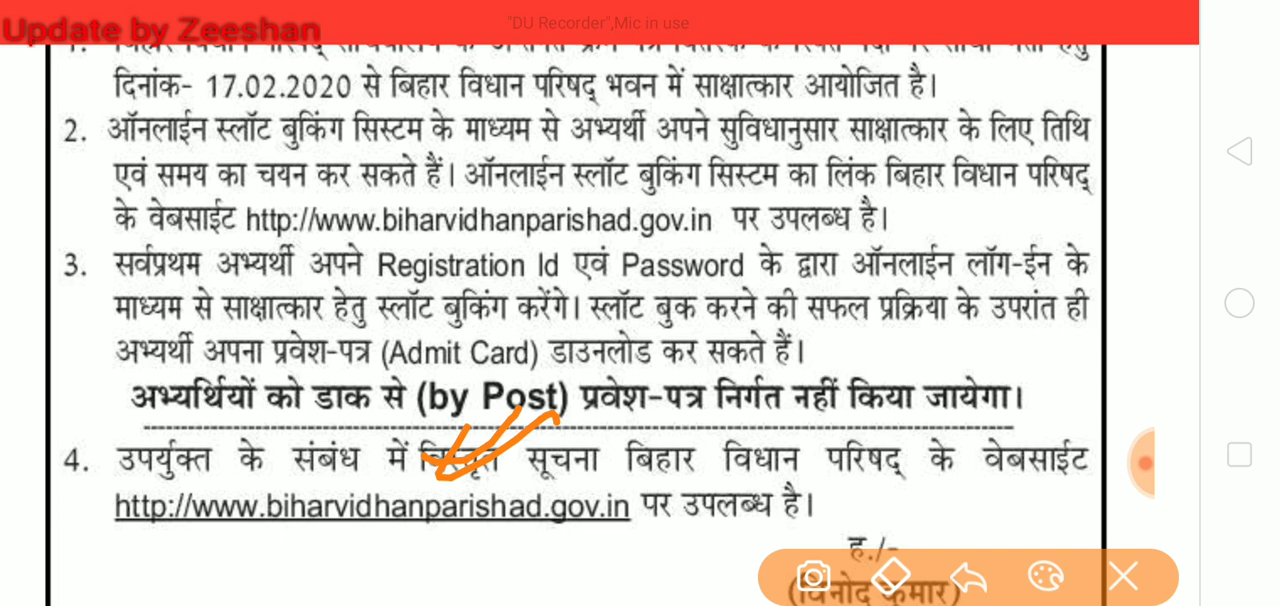 Update by Zeeshan
"DU Recorder",Mic in use
दिनांक- 17.02.2020 से बिहार विधान परिषद् भवन में साक्षात्कार आयोजित है।
2. ऑनलाईन स्लॉट बुकिंग सिस्टम के माध्यम से अभ्यर्थी अपने सुविधानुसार साक्षात्कार के लिए तिथि
एवं समय का चयन कर सकते हैं। ऑनलाईन स्लॉट बुकिंग सिस्टम का लिंक बिहार विधान परिषद्
के वेबसाईट http://www.biharvidhanparishad.gov.in पर उपलब्ध है।
3. सर्वप्रथम अभ्यर्थी अपने Registration Id एवं Password के द्वारा ऑनलाईन लॉग-ईन के
माध्यम से साक्षात्कार हेतु स्लॉट बुकिंग करेंगे। स्लॉट बुक करने की सफल प्रक्रिया के उपरांत ही
अभ्यर्थी अपना प्रवेश-पत्र (Admit Card) डाउनलोड कर सकते हैं।
अभ्यर्थियों को डाक से (by Post) प्रवेश-पत्र निर्गत नहीं किया जायेगा।
4. उपर्युक्त के संबंध में विस्तृत सूचना बिहार विधान परिषद् के वेबसाईट
http://www.biharvidhanparishad.gov.in पर उपलब्ध है।
ह./-
(विनोद कुमार)